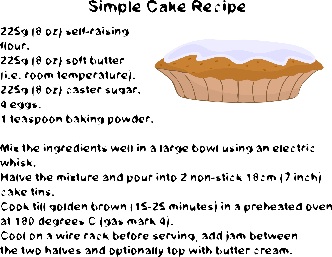 Simple Cake Recipe
225g (8 oz) self-raising
flour.
225g (8 oz) soft butter
(i.e. room temperature).
225g (8 oz) caster sugar.
4 eggs.
1 teaspoon baking powder.
Mix the ingredients well in a large bowl using an electric
whisk.
Halve the mixture and pour into 2 non-stick 18cm (7 inch)
cake tins.
Cook till golden brown (15-25 minutes) in a preheated oven
at 180 degrees C (gas mark 4).
Cool on a wire rack before serving, add jam between
the two halves and optionally top with butter cream.